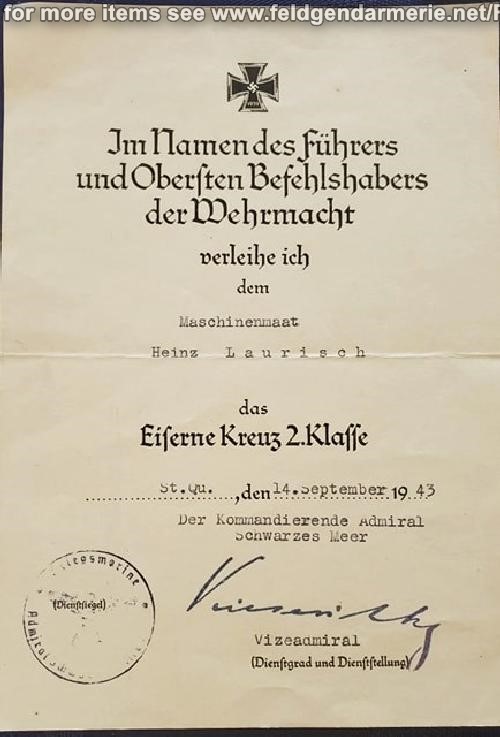 for more items see www.feldgendarmerie.net/
Im Namen des Führers
und Obersten Befehlshabers
der Wehrmacht
verleihe ich
dem
Maschinenmaat
Heinz Laurisch
das
Eiserne Kreuz 2. Klasse
St.Qu. , den 14. September 1943
Der Kommandierende Admiral
Schwarzes Meer
Vizeadmiral
(Dienstgrad und Dienststellung)
(Dienstsiegel)